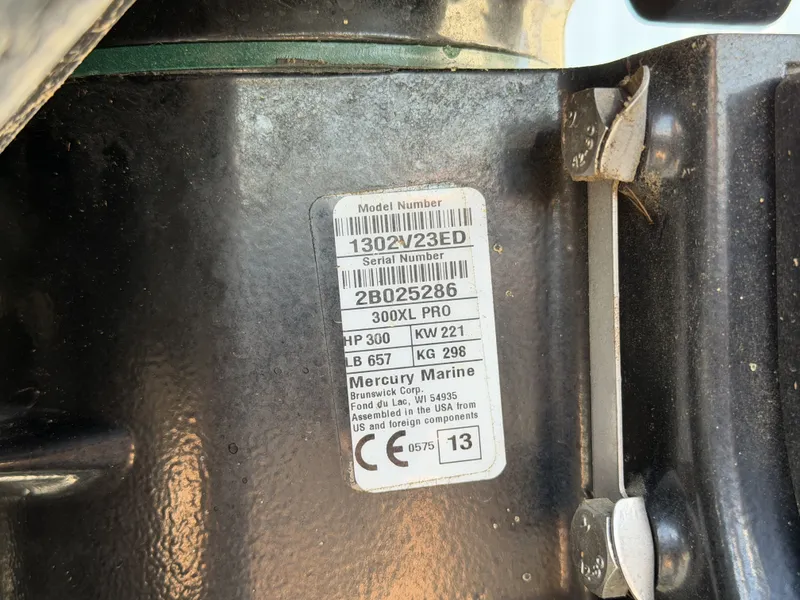 Model Number
1302V23ED
Serial Number
2B025286
300XL PRO
HP 300 KW 221
LB 657 KG 298
Mercury Marine
Brunswick Corp.
Fond du Lac, WI 54935
Assembled in the USA from
US and foreign components
CE 0575 13